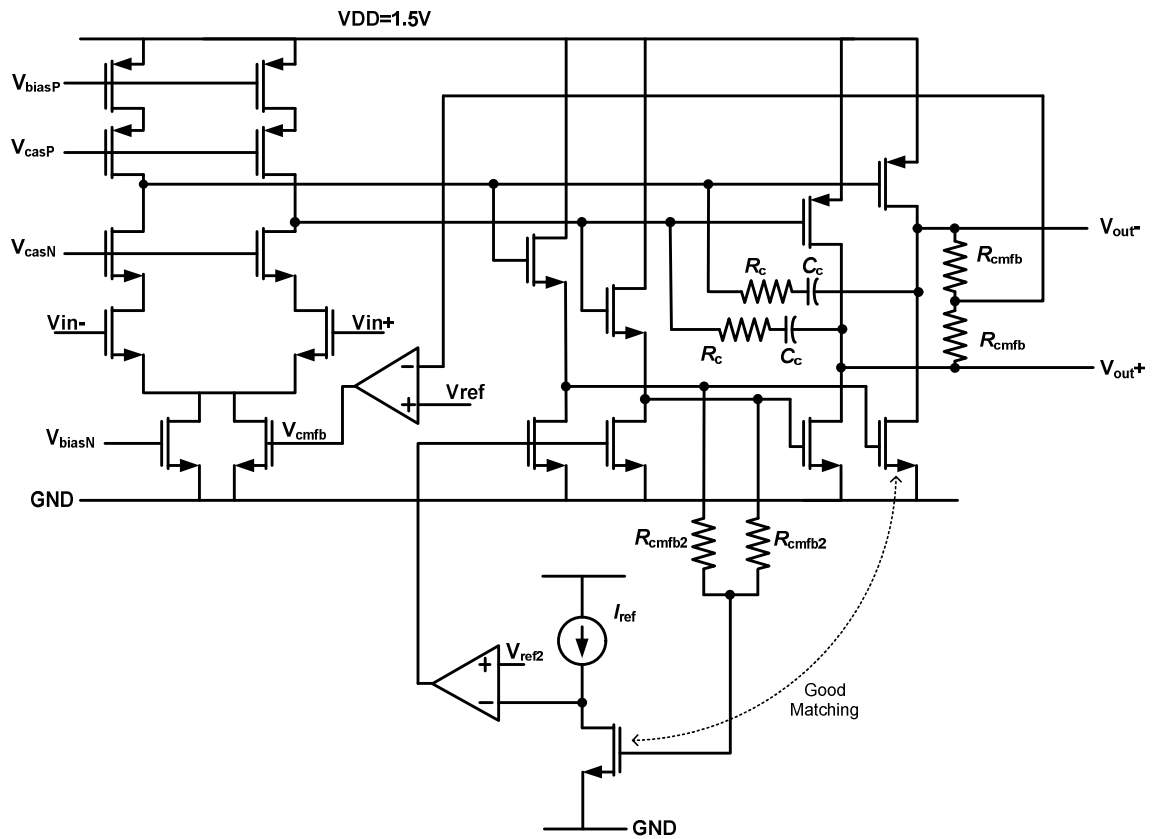 VDD=1.5V
VbiasP
VcasP
VcasN
Vin-
Vin+
Vref
VbiasN
Vcmfb
GND
Rc
Cc
Rc
Cc
Rcmfb
Rcmfb
Vout-
Vout+
Rcmfb2
Rcmfb2
Iref
Vref2
Good
Matching
GND